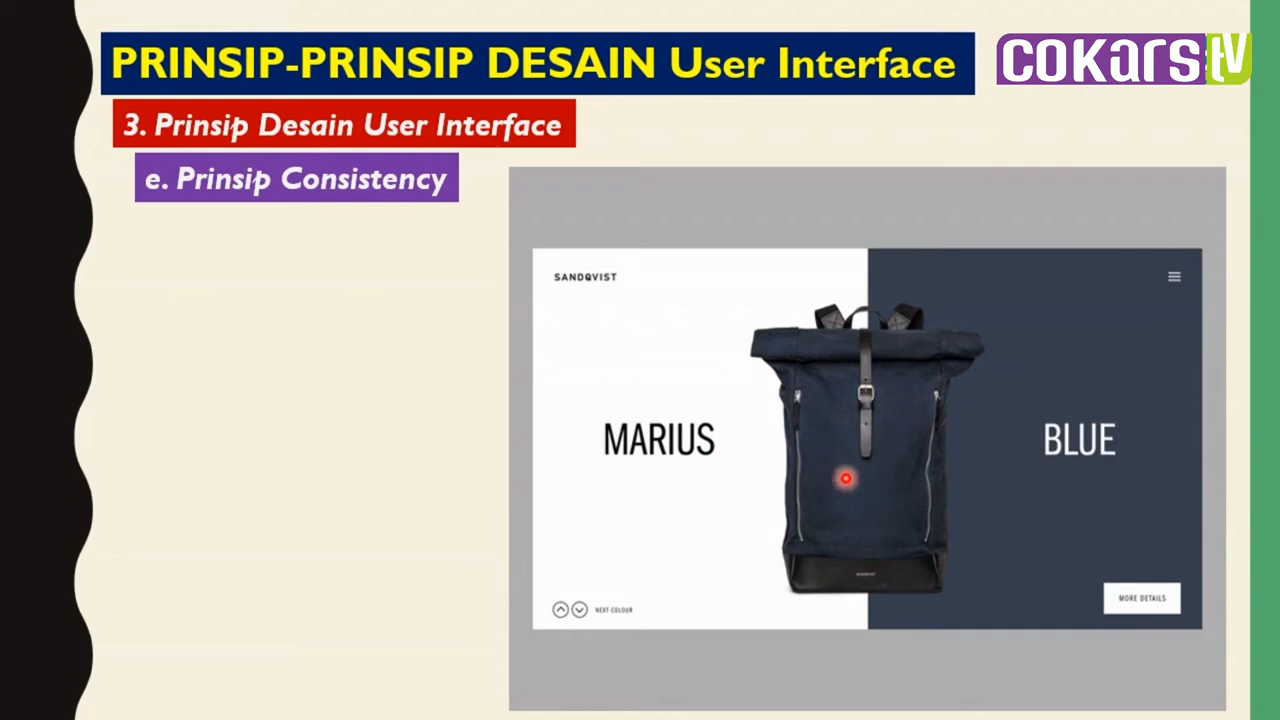 PRINSIP-PRINSIP DESAIN User Interface
cokarstv
3. Prinsip Desain User Interface
e. Prinsip Consistency
SANDQVIST
MARIUS
BLUE
SANDQVIST
MORE DETAILS
NEXT COLOUR